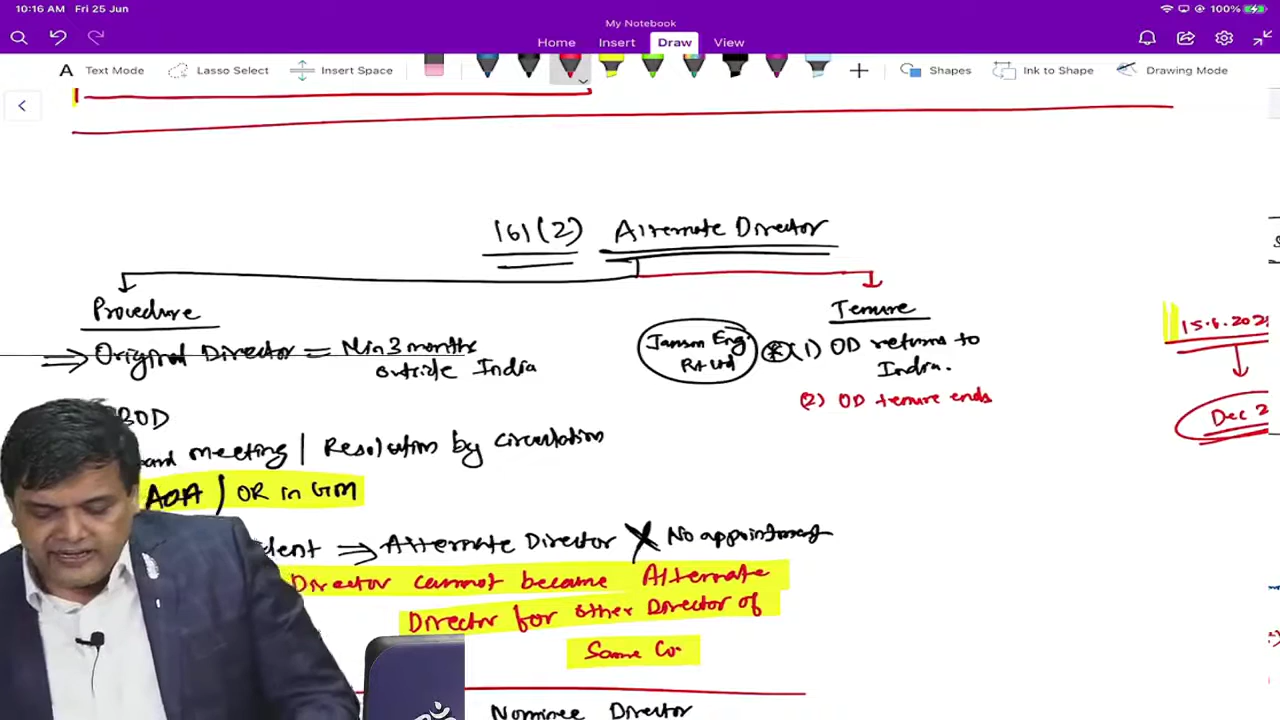 10:16 AM Fri 25 Jun
100%
My Notebook
Home Insert Draw View
Text Mode Lasso Select Insert Space Shapes Ink to Shape Drawing Mode
161(2) Alternate Director
Procedure
Original Director = Min 3 months
outside India
BOD
meeting | Resolution by circulation
AOA | OR in GM
dent ⇒ Alternate Director X No appointment
Director cannot became Alternate
Director for other Director of
Same Co.
Tenure
Janson Eng.
Pvt Ltd
(1) OD returns to
India.
(2) OD tenure ends
15.6.202
Dec 2
Nominee Director